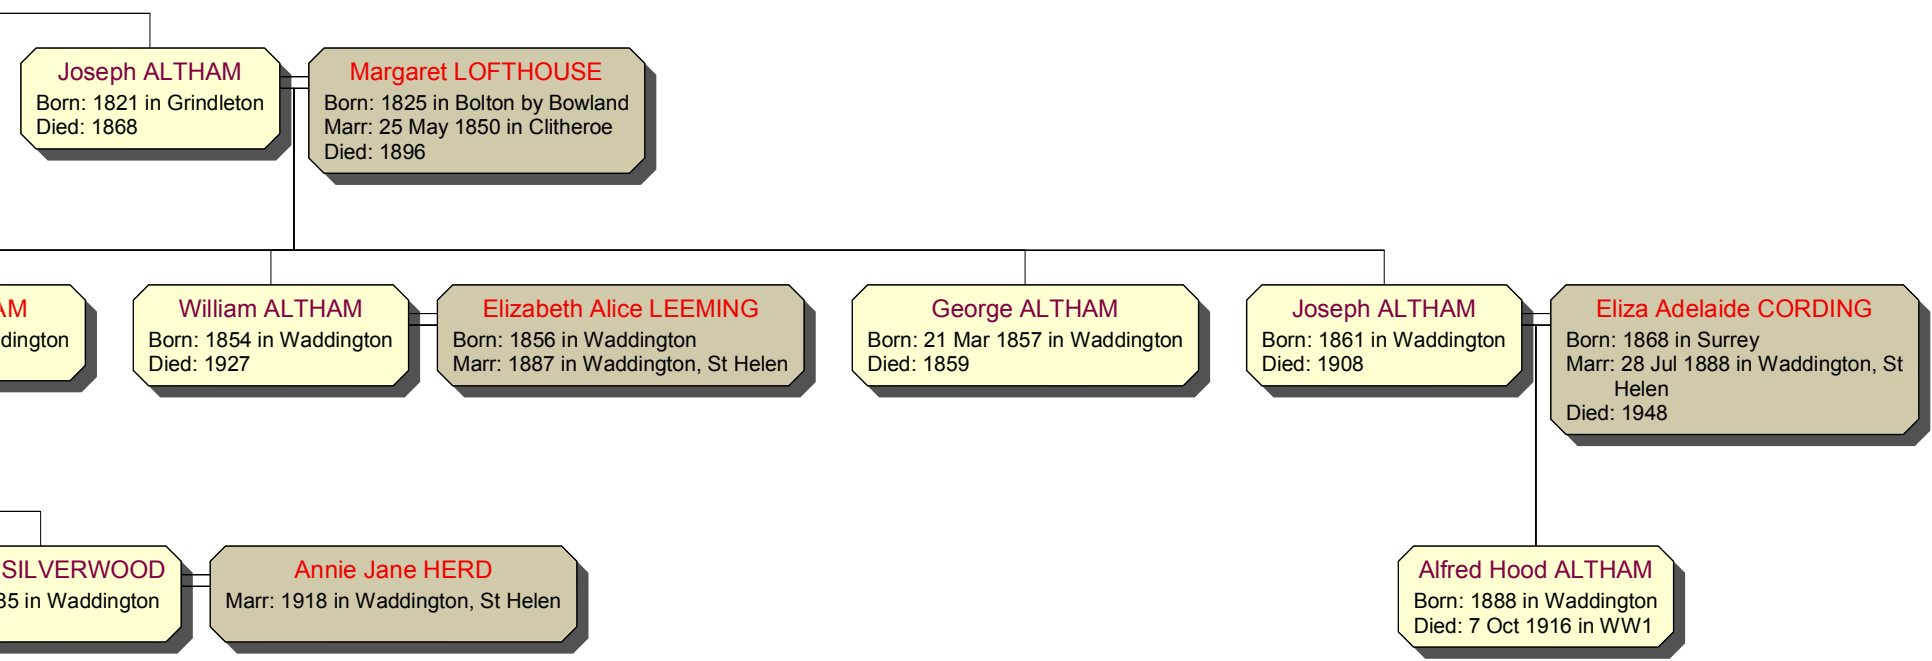 Joseph ALTHAM
Born: 1821 in Grindleton
Died: 1868
Margaret LOFTHOUSE
Born: 1825 in Bolton by Bowland
Marr: 25 May 1850 in Clitheroe
Died: 1896
AM
dington
William ALTHAM
Born: 1854 in Waddington
Died: 1927
Elizabeth Alice LEEMING
Born: 1856 in Waddington
Marr: 1887 in Waddington, St Helen
George ALTHAM
Born: 21 Mar 1857 in Waddington
Died: 1859
Joseph ALTHAM
Born: 1861 in Waddington
Died: 1908
Eliza Adelaide CORDING
Born: 1868 in Surrey
Marr: 28 Jul 1888 in Waddington, St
Helen
Died: 1948
SILVERWOOD
85 in Waddington
Annie Jane HERD
Marr: 1918 in Waddington, St Helen
Alfred Hood ALTHAM
Born: 1888 in Waddington
Died: 7 Oct 1916 in WW1